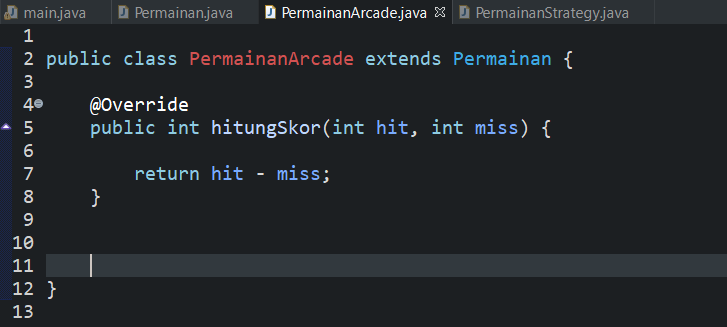 main.java Permainan.java PermainanArcade.java PermainanStrategy.java
1
2 public class PermainanArcade extends Permainan {
3
4 @Override
5 public int hitungSkor(int hit, int miss) {
6
7 return hit - miss;
8 }
9
10
11
12 }
13